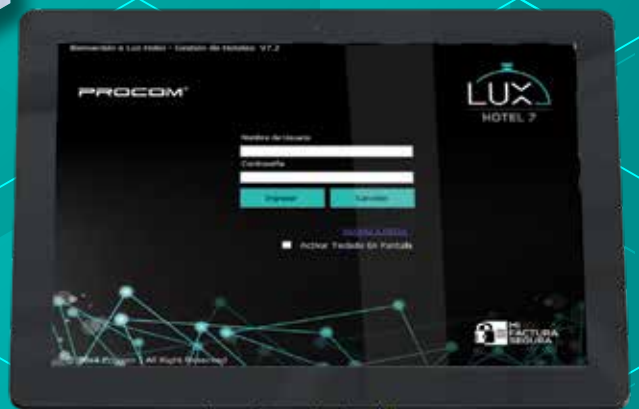 Bienvenido a Lux Hotel - Gestión de Hoteles V7.2
PROCOM
LUX
HOTEL 7
Nombre de Usuario
Contraseña
Ingresar
Cancelar
Activar Teclado En Pantalla
MI
FACTURA
SEGURA
Procom | All Right Reserved